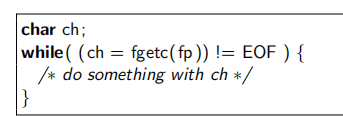 char ch;
while( (ch = fgetc(fp)) != EOF ) {
/* do something with ch */
}